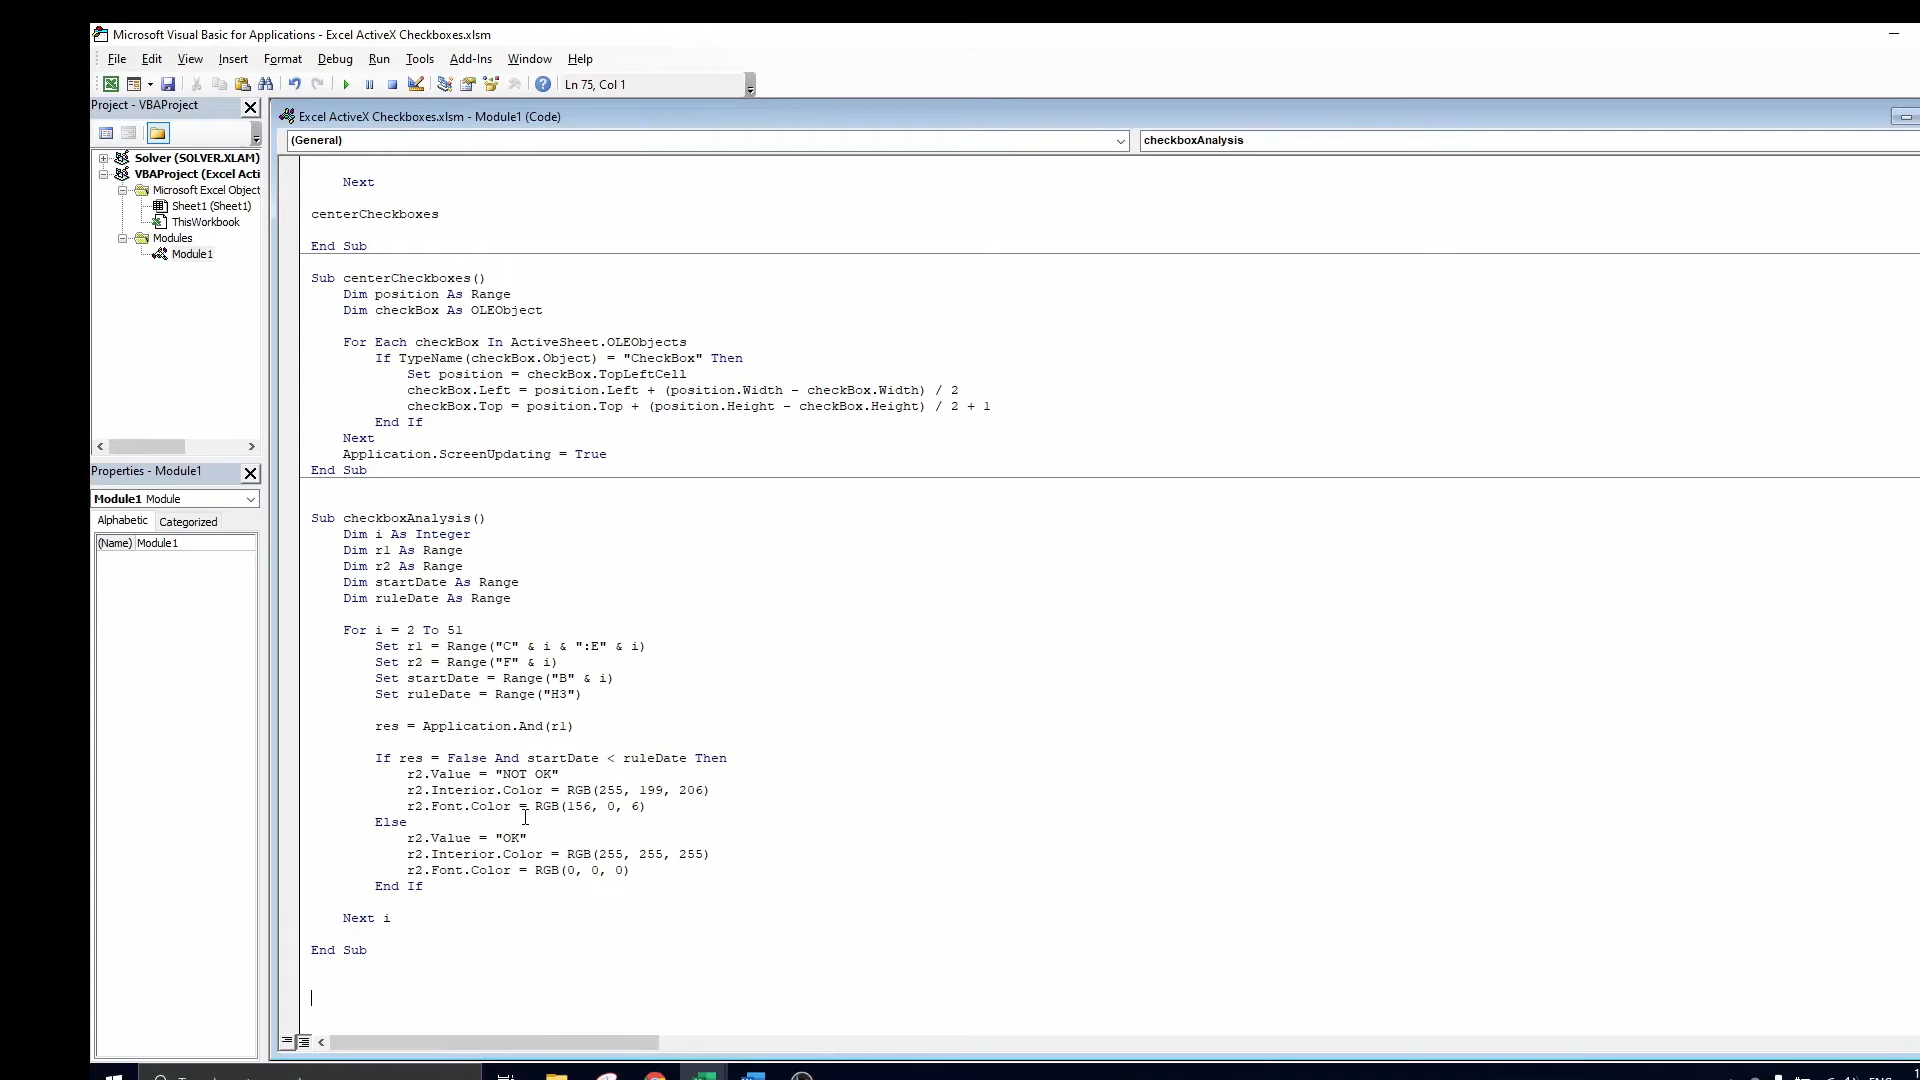 Microsoft Visual Basic for Applications - Excel ActiveX Checkboxes.xlsm
File Edit View Insert Format Debug Run Tools Add-Ins Window Help
Ln 75, Col 1
Project - VBAProject
Solver (SOLVER.XLAM)
VBAProject (Excel Acti
Microsoft Excel Object
Sheet1 (Sheet1)
ThisWorkbook
Modules
Module1
Properties - Module1
Module1 Module
Alphabetic Categorized
(Name) Module1
Excel ActiveX Checkboxes.xlsm - Module1 (Code)
(General) checkboxAnalysis
Next
centerCheckboxes
End Sub
Sub centerCheckboxes()
Dim position As Range
Dim checkBox As OLEObject
For Each checkBox In ActiveSheet.OLEObjects
If TypeName(checkBox.Object) = "CheckBox" Then
Set position = checkBox.TopLeftCell
checkBox.Left = position.Left + (position.Width - checkBox.Width) / 2
checkBox.Top = position.Top + (position.Height - checkBox.Height) / 2 + 1
End If
Next
Application.ScreenUpdating = True
End Sub
Sub checkboxAnalysis()
Dim i As Integer
Dim r1 As Range
Dim r2 As Range
Dim startDate As Range
Dim ruleDate As Range
For i = 2 To 51
Set r1 = Range("C" & i & ":E" & i)
Set r2 = Range("F" & i)
Set startDate = Range("B" & i)
Set ruleDate = Range("H3")
res = Application.And(r1)
If res = False And startDate < ruleDate Then
r2.Value = "NOT OK"
r2.Interior.Color = RGB(255, 199, 206)
r2.Font.Color = RGB(156, 0, 6)
Else
r2.Value = "OK"
r2.Interior.Color = RGB(255, 255, 255)
r2.Font.Color = RGB(0, 0, 0)
End If
Next i
End Sub